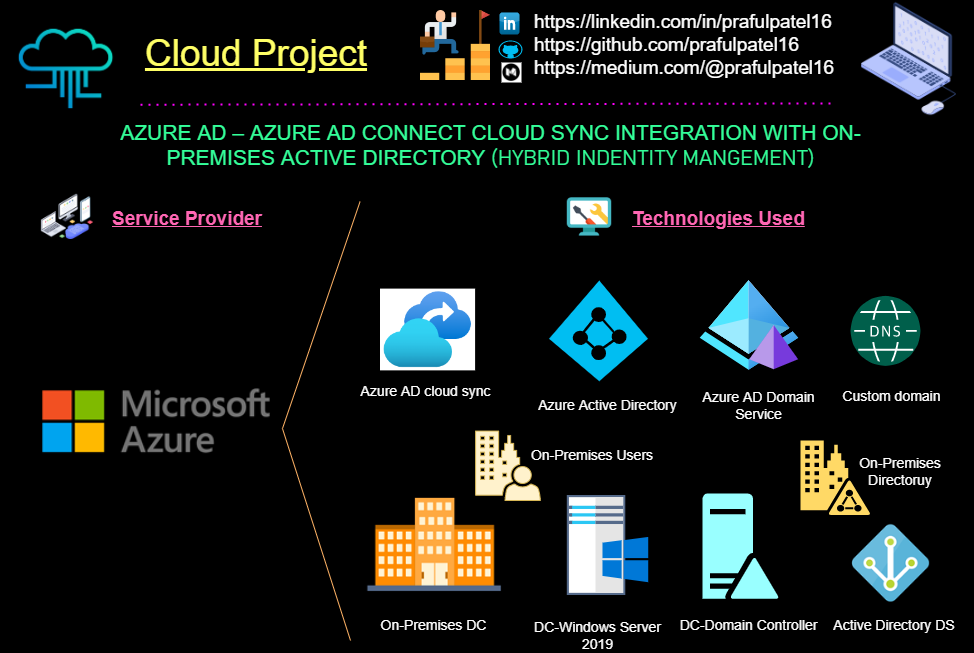 Cloud Project
https://linkedin.com/in/prafulpatel16
in
https://github.com/prafulpatel16
https://medium.com/@prafulpatel16
AZURE AD – AZURE AD CONNECT CLOUD SYNC INTEGRATION WITH ON-
PREMISES ACTIVE DIRECTORY (HYBRID INDENTITY MANGEMENT)
Service Provider
Technologies Used
DNS
Azure AD cloud sync
Azure Active Directory
Azure AD Domain
Service
Custom domain
Microsoft
Azure
On-Premises Users
On-Premises
Directoruy
On-Premises DC
DC-Windows Server
2019
DC-Domain Controller
Active Directory DS